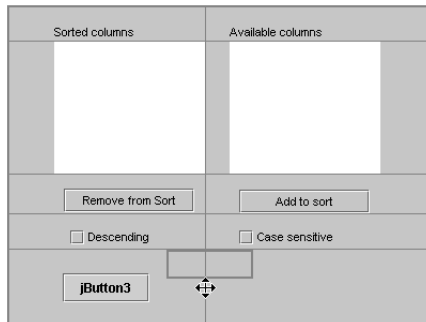 Sorted columns
Available columns
Remove from Sort
Add to sort
Descending
Case sensitive
jButton3